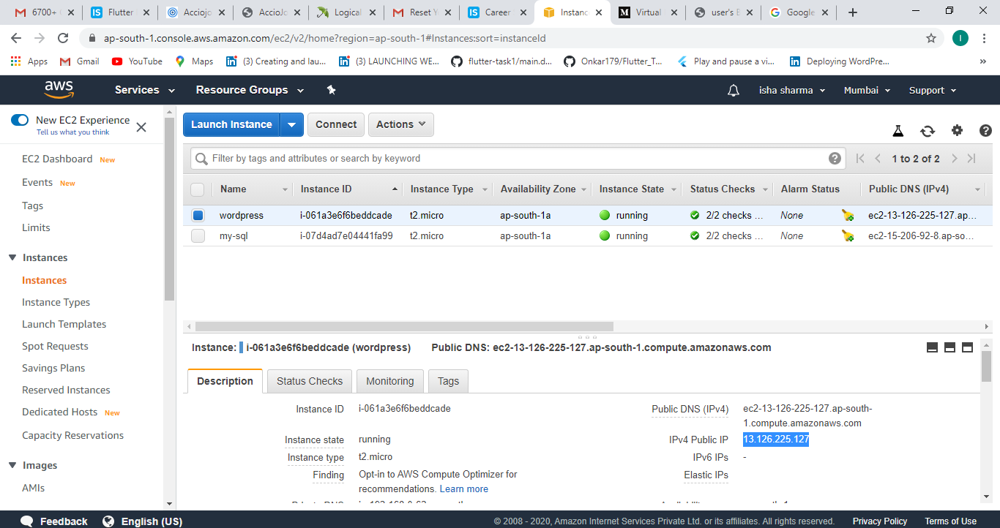 6700+
Flutter
Acciojo
AccioJo
Logical
Reset Y
Career
Instanc
Virtual
user's E
Google
ap-south-1.console.aws.amazon.com/ec2/v2/home?region=ap-south-1#Instances:sort=instanceId
I
Apps
Gmail
YouTube
Maps
(3) Creating and lau...
(3) LAUNCHING WE...
flutter-task1/main.d...
Onkar179/Flutter_T...
Play and pause a vi...
Deploying WordPre...
»
aws
Services
Resource Groups
isha sharma
Mumbai
Support
New EC2 Experience
Tell us what you think
EC2 Dashboard New
Events New
Tags
Limits
Instances
Instances
Instance Types
Launch Templates
Spot Requests
Savings Plans
Reserved Instances
Dedicated Hosts New
Capacity Reservations
Images
AMIs
Launch Instance
Connect
Actions
Filter by tags and attributes or search by keyword
1 to 2 of 2
Name Instance ID Instance Type Availability Zone Instance State Status Checks Alarm Status Public DNS (IPv4)
wordpress i-061a3e6f6beddcade t2.micro ap-south-1a running 2/2 checks ... None ec2-13-126-225-127.ap...
my-sql i-07d4ad7e04441fa99 t2.micro ap-south-1a running 2/2 checks ... None ec2-15-206-92-8.ap-so...
Instance: i-061a3e6f6beddcade (wordpress) Public DNS: ec2-13-126-225-127.ap-south-1.compute.amazonaws.com
Description Status Checks Monitoring Tags
Instance ID i-061a3e6f6beddcade
Instance state running
Instance type t2.micro
Finding Opt-in to AWS Compute Optimizer for
recommendations. Learn more
Public DNS (IPv4) ec2-13-126-225-127.ap-south-
1.compute.amazonaws.com
IPv4 Public IP 13.126.225.127
IPv6 IPs -
Elastic IPs
Feedback
English (US)
© 2008 - 2020, Amazon Internet Services Private Ltd. or its affiliates. All rights reserved.
Privacy Policy
Terms of Use